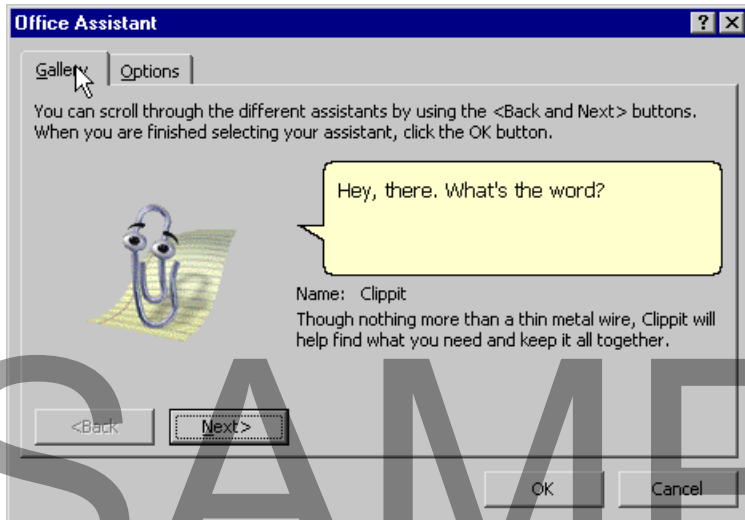 Office Assistant
Gallery Options
You can scroll through the different assistants by using the <Back and Next> buttons.
When you are finished selecting your assistant, click the OK button.
Hey, there. What's the word?
Name: Clippit
Though nothing more than a thin metal wire, Clippit will
help find what you need and keep it all together.
<Back Next>
OK Cancel